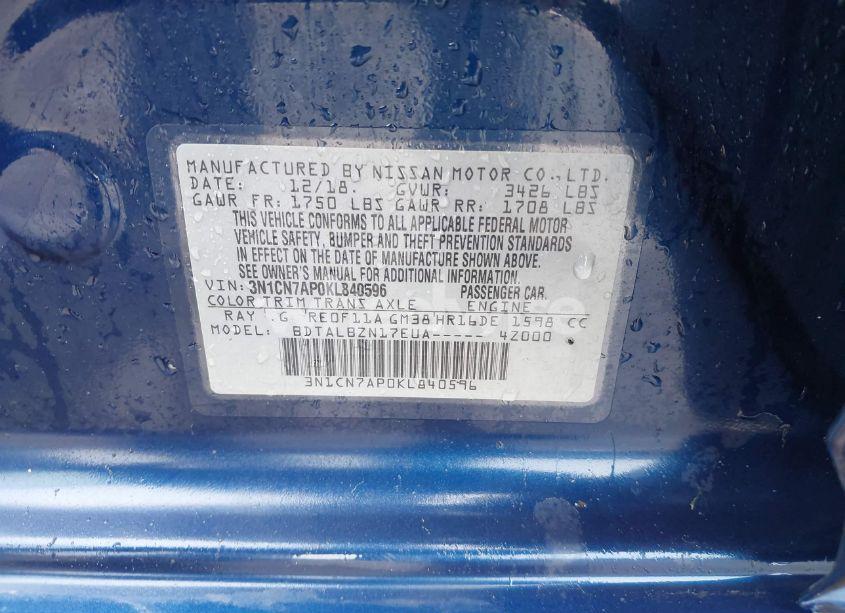 MANUFACTURED BY NISSAN MOTOR CO., LTD.
DATE: 12/18 GVWR: 3426 LBS
GAWR FR: 1750 LBS GAWR RR: 1708 LBS
THIS VEHICLE CONFORMS TO ALL APPLICABLE FEDERAL MOTOR
VEHICLE SAFETY, BUMPER AND THEFT PREVENTION STANDARDS
IN EFFECT ON THE DATE OF MANUFACTURE SHOWN ABOVE.
SEE OWNER'S MANUAL FOR ADDITIONAL INFORMATION.
VIN: 3N1CN7AP0KL840596 PASSENGER CAR.
COLOR TRIM TRANS AXLE ENGINE
RAY G RE0F11A GM38 HR16DE 1598 CC
MODEL: BDTALBZN17EUA----- 4Z000
3N1CN7AP0KL840596